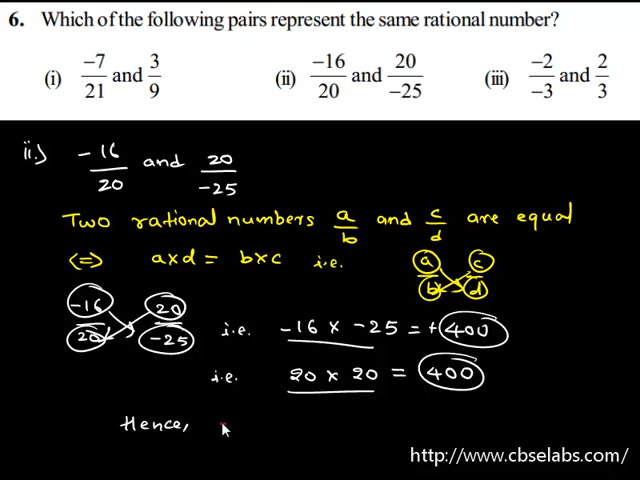 6. Which of the following pairs represent the same rational number?
(i) -7/21 and 3/9 (ii) -16/20 and 20/-25 (iii) -2/-3 and 2/3
ii.) -16/20 and 20/-25
Two rational numbers a/b and c/d are equal
<=> a×d = b×c i.e. a c
b d
-16 20 i.e. -16 × -25 = +400
20 -25
i.e. 20 × 20 = 400
Hence,
http://www.cbselabs.com/